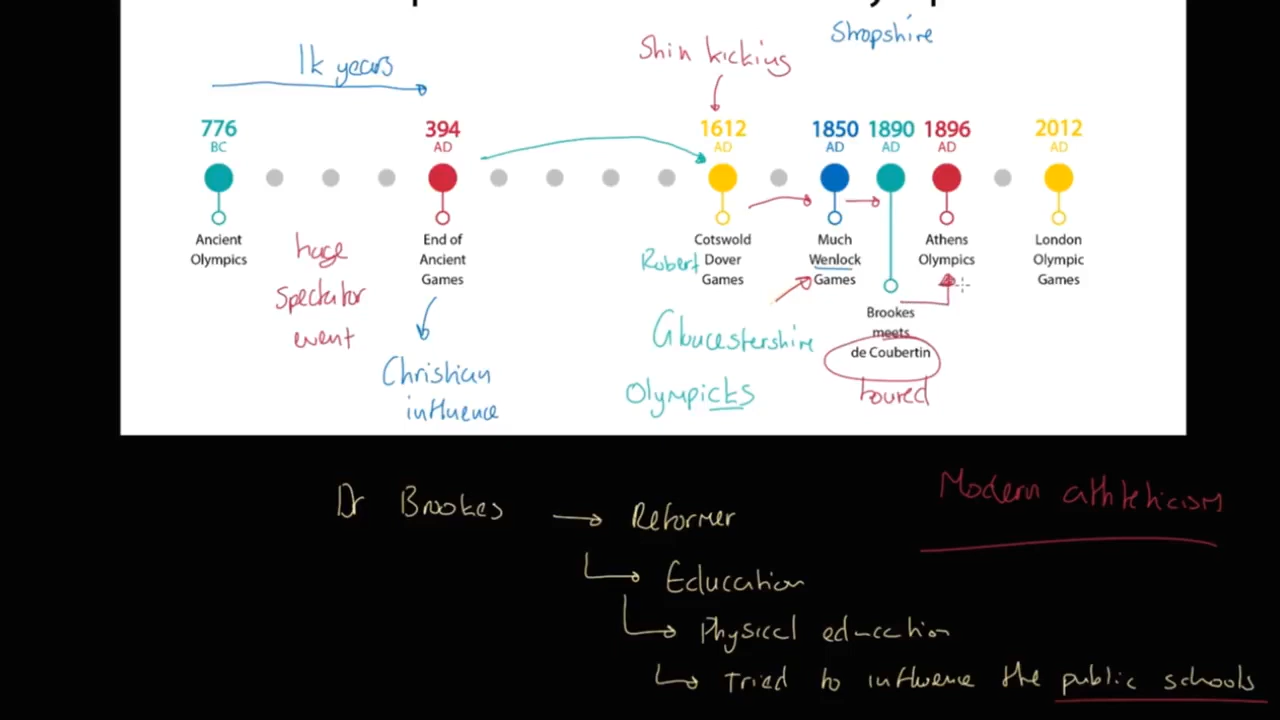 Shropshire
1k years
Shin kicking
776 BC
394 AD
1612 AD
1850 AD
1890 AD
1896 AD
2012 AD
Ancient Olympics
End of Ancient Games
Cotswold Dover Games
Much Wenlock Games
Athens Olympics
London Olympic Games
Brookes meets de Coubertin
huge
Spectator
event
Robert
Gloucestershire
Olympicks
Christian
influence
toured
Dr Brookes → Reformer
Education
Physical education
Tried to influence the public schools
Modern athleticism